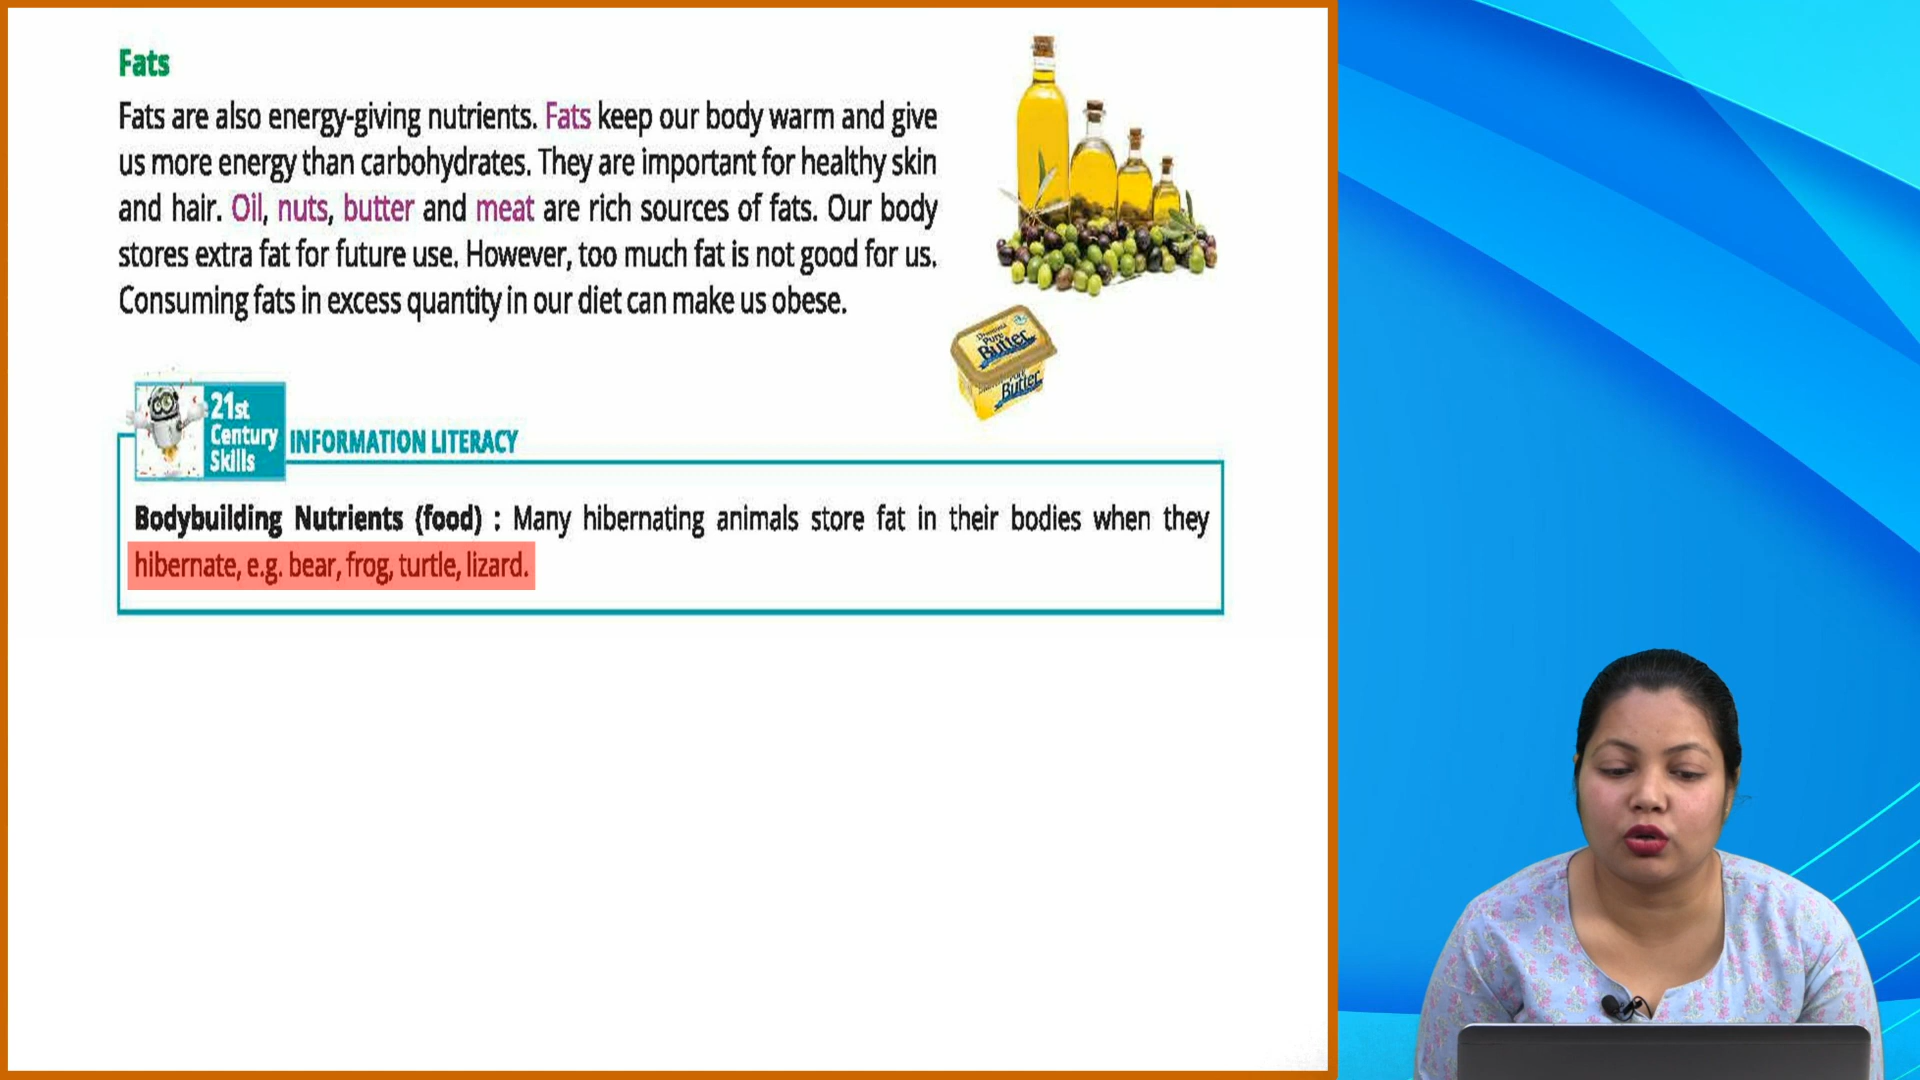 Fats
Fats are also energy-giving nutrients. Fats keep our body warm and give
us more energy than carbohydrates. They are important for healthy skin
and hair. Oil, nuts, butter and meat are rich sources of fats. Our body
stores extra fat for future use. However, too much fat is not good for us.
Consuming fats in excess quantity in our diet can make us obese.
Pure
Butter
Butter
21st
Century
Skills
INFORMATION LITERACY
Bodybuilding Nutrients (food) : Many hibernating animals store fat in their bodies when they
hibernate, e.g. bear, frog, turtle, lizard.